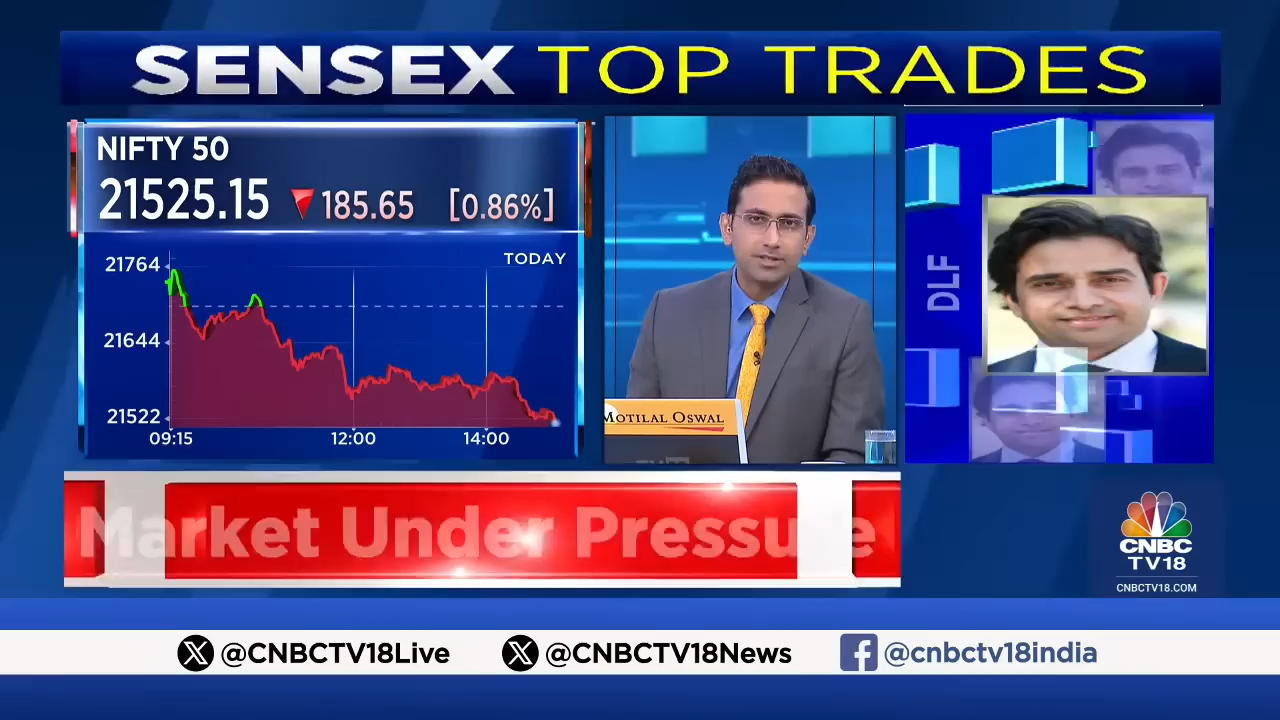 SENSEX TOP TRADES
NIFTY 50
21525.15 185.65 [0.86%]
TODAY
21764
21644
21522
09:15 12:00 14:00
MOTILAL OSWAL
DLF
Market Under Pressure
CNBC
TV18
CNBCTV18.COM
@CNBCTV18Live @CNBCTV18News @cnbctv18india